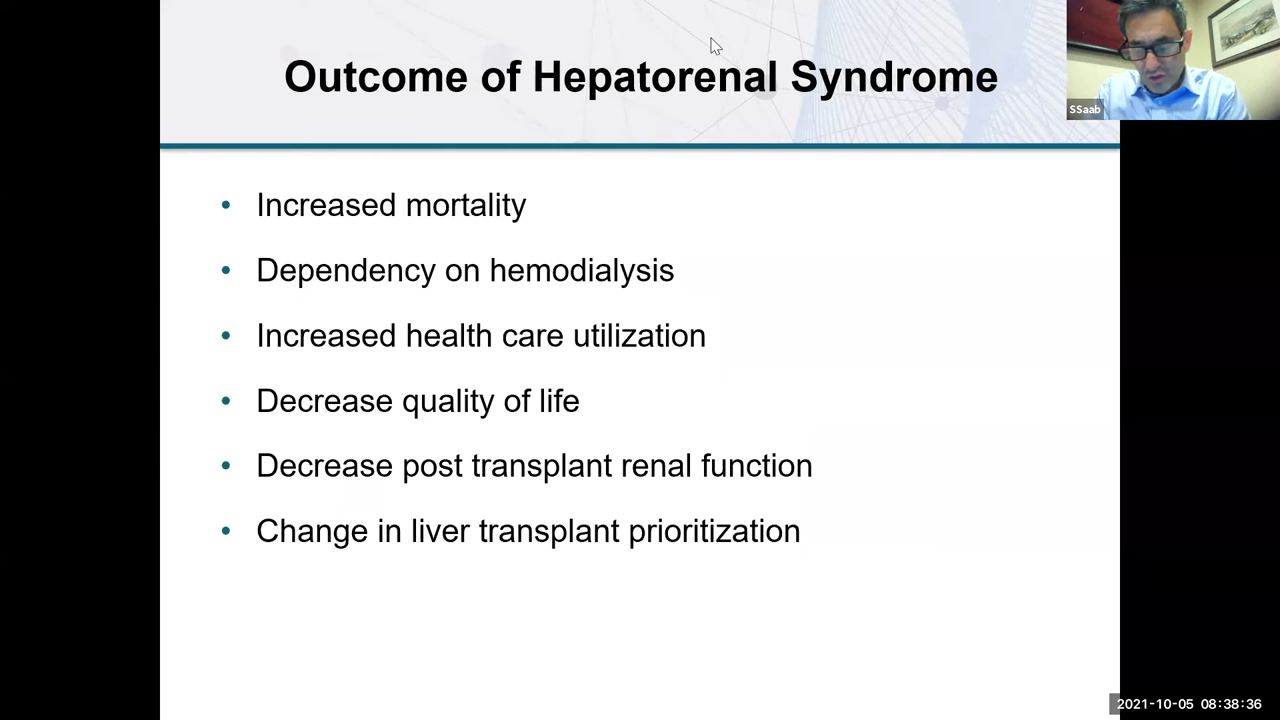 Outcome of Hepatorenal Syndrome
SSaab
• Increased mortality
• Dependency on hemodialysis
• Increased health care utilization
• Decrease quality of life
• Decrease post transplant renal function
• Change in liver transplant prioritization
2021-10-05 08:38:36